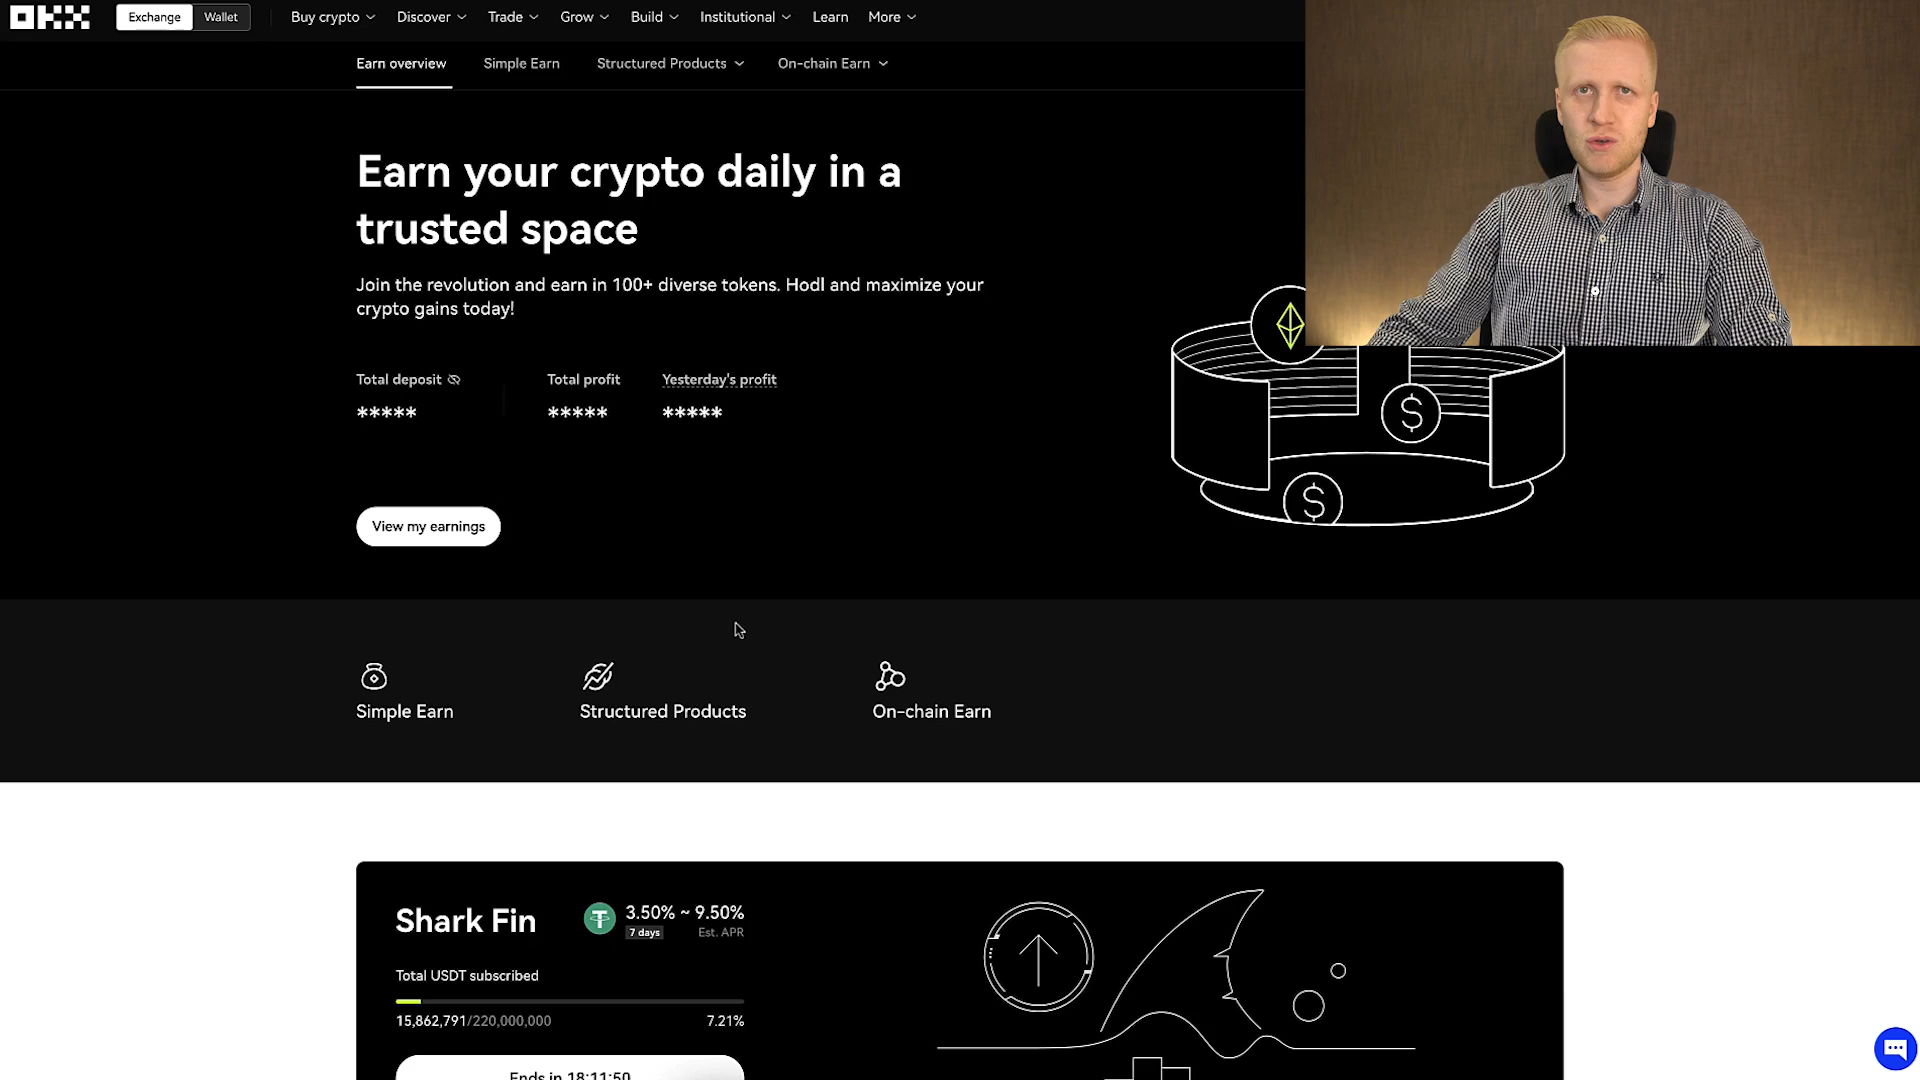 OKX
Exchange Wallet Buy crypto Discover Trade Grow Build Institutional Learn More
Earn overview Simple Earn Structured Products On-chain Earn
Earn your crypto daily in a
trusted space
Join the revolution and earn in 100+ diverse tokens. Hodl and maximize your
crypto gains today!
Total deposit Total profit Yesterday's profit
***** ***** *****
View my earnings
Simple Earn Structured Products On-chain Earn
Shark Fin 3.50% ~ 9.50%
7 days Est. APR
Total USDT subscribed
15,862,791/220,000,000 7.21%
Ends in 18:11:50